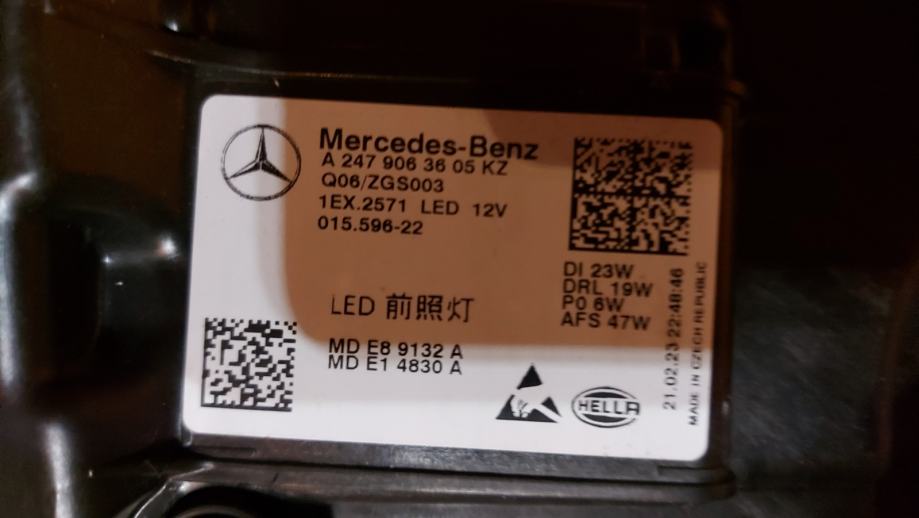 Mercedes-Benz
A 247 906 36 05 KZ
Q06/ZGS003
1EX.2571 LED 12V
015.596-22
DI 23W
DRL 19W
P0 6W
AFS 47W
LED 前照灯
MD E8 9132 A
MD E1 4830 A
HELLA
21.02.23 22:48:46
MADE IN CZECH REPUBLIC